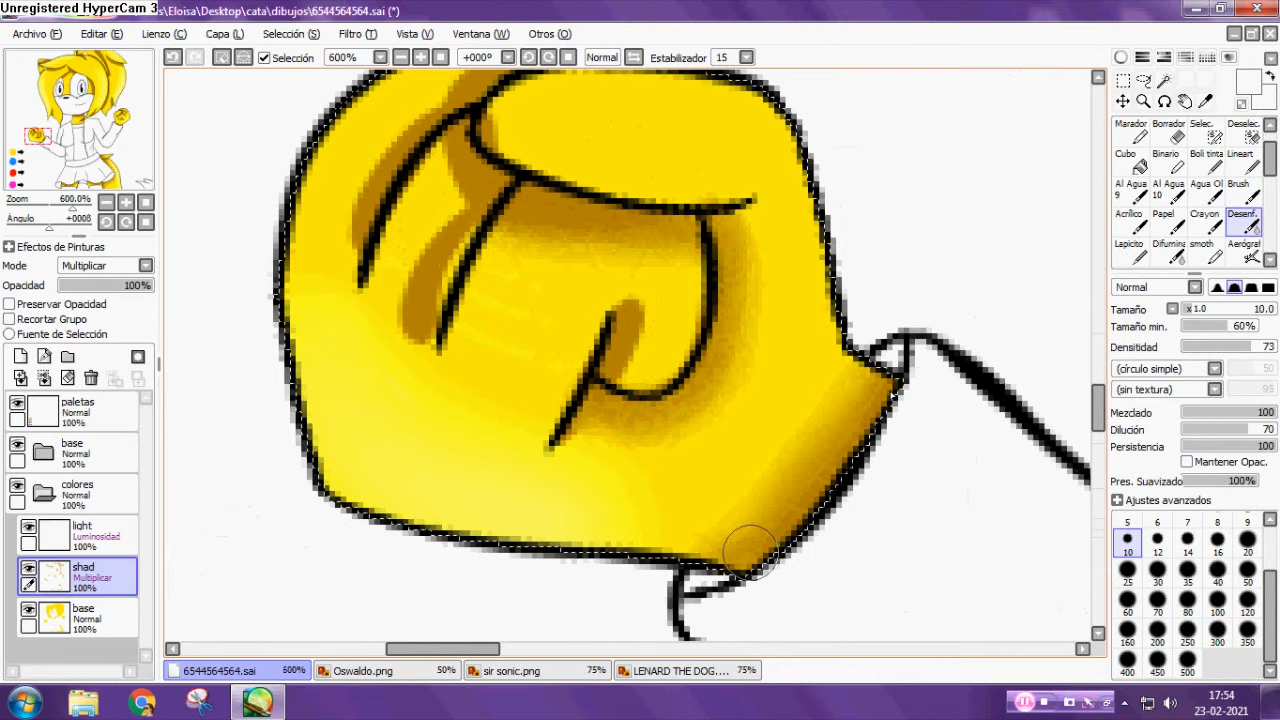 Unregistered HyperCam 3
s\Eloisa\Desktop\cata\dibujos\6544564564.sai (*)
Archivo (F) Editar (E) Lienzo (C) Capa (L) Selección (S) Filtro (T) Vista (V) Ventana (W) Otros (O)
Selección 600% +000º Normal Estabilizador 15
Zoom 600.0%
Ángulo +000ß
Efectos de Pinturas
Mode Multiplicar
Opacidad 100%
Preservar Opacidad
Recortar Grupo
Fuente de Selección
paletas
Normal
100%
base
Normal
100%
colores
Normal
100%
light
Luminosidad
100%
shad
Multiplicar
100%
base
Normal
100%
Marador Borrador Selec. Deselec.
Cubo Binario Boli tinta Lineart
Al Agua 9 Al Agua 10 Agua Ol Brush
Acrílico Papel Crayon Desenf.
Lapicito Difumina smoth Aerógraf
Normal
Tamaño x 1.0 10.0
Tamaño min. 60%
Densitidad 73
(círculo simple) 50
(sin textura) 95
Mezclado 100
Dilución 70
Persistencia 100
Mantener Opac.
Pres. Suavizado 100%
Ajustes avanzados
5 6 7 8 9
10 12 14 16 20
25 30 35 40 50
60 70 80 100 120
160 200 250 300 350
400 450 500
6544564564.sai 600% Oswaldo.png 50% sir sonic.png 75% LENARD THE DOG.... 75%
17:54
23-02-2021